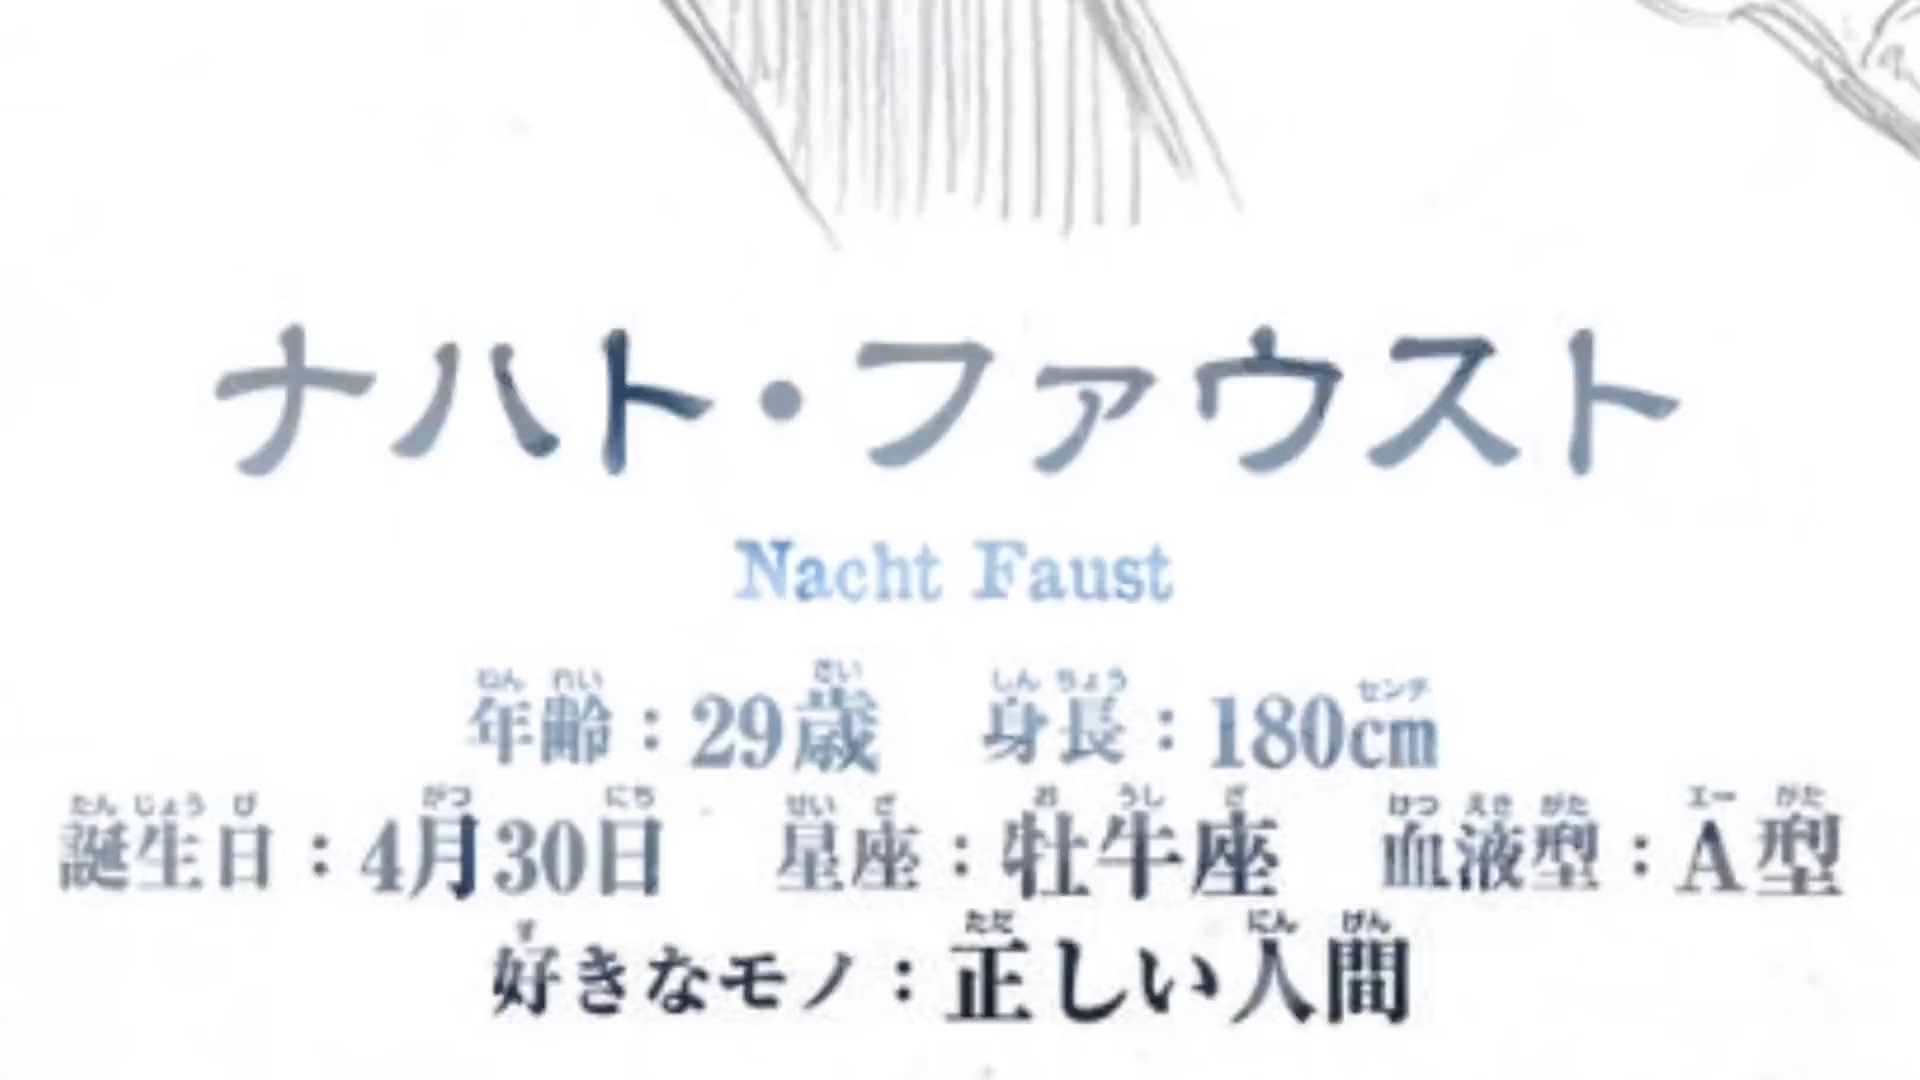 ナハト・ファウスト
Nacht Faust
年齢：29歳　身長：180cm
誕生日：4月30日　星座：牡牛座　血液型：A型
好きなモノ：正しい人間